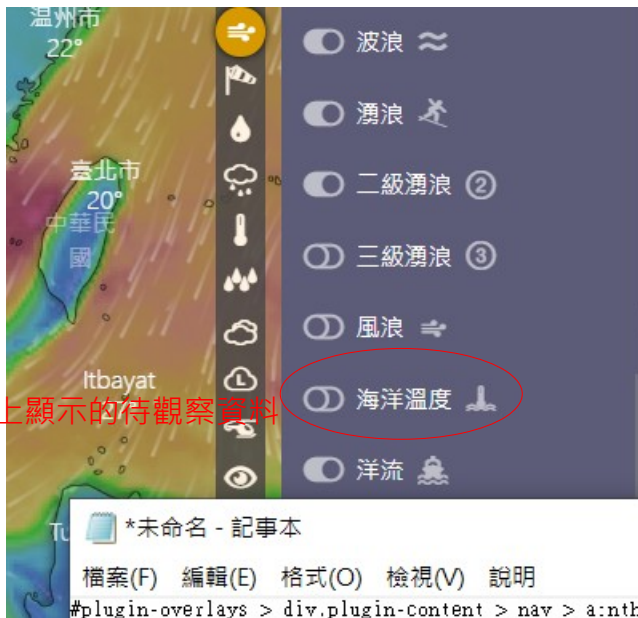 温州市
22°
臺北市
20°
中華民
國
Itbayat
上顯示的待觀察資料
Tu
波浪
湧浪
二級湧浪 2
三級湧浪 3
風浪
海洋溫度
洋流
L
*未命名 - 記事本
檔案(F) 編輯(E) 格式(O) 檢視(V) 說明
#plugin-overlays > div.plugin-content > nav > a:nth